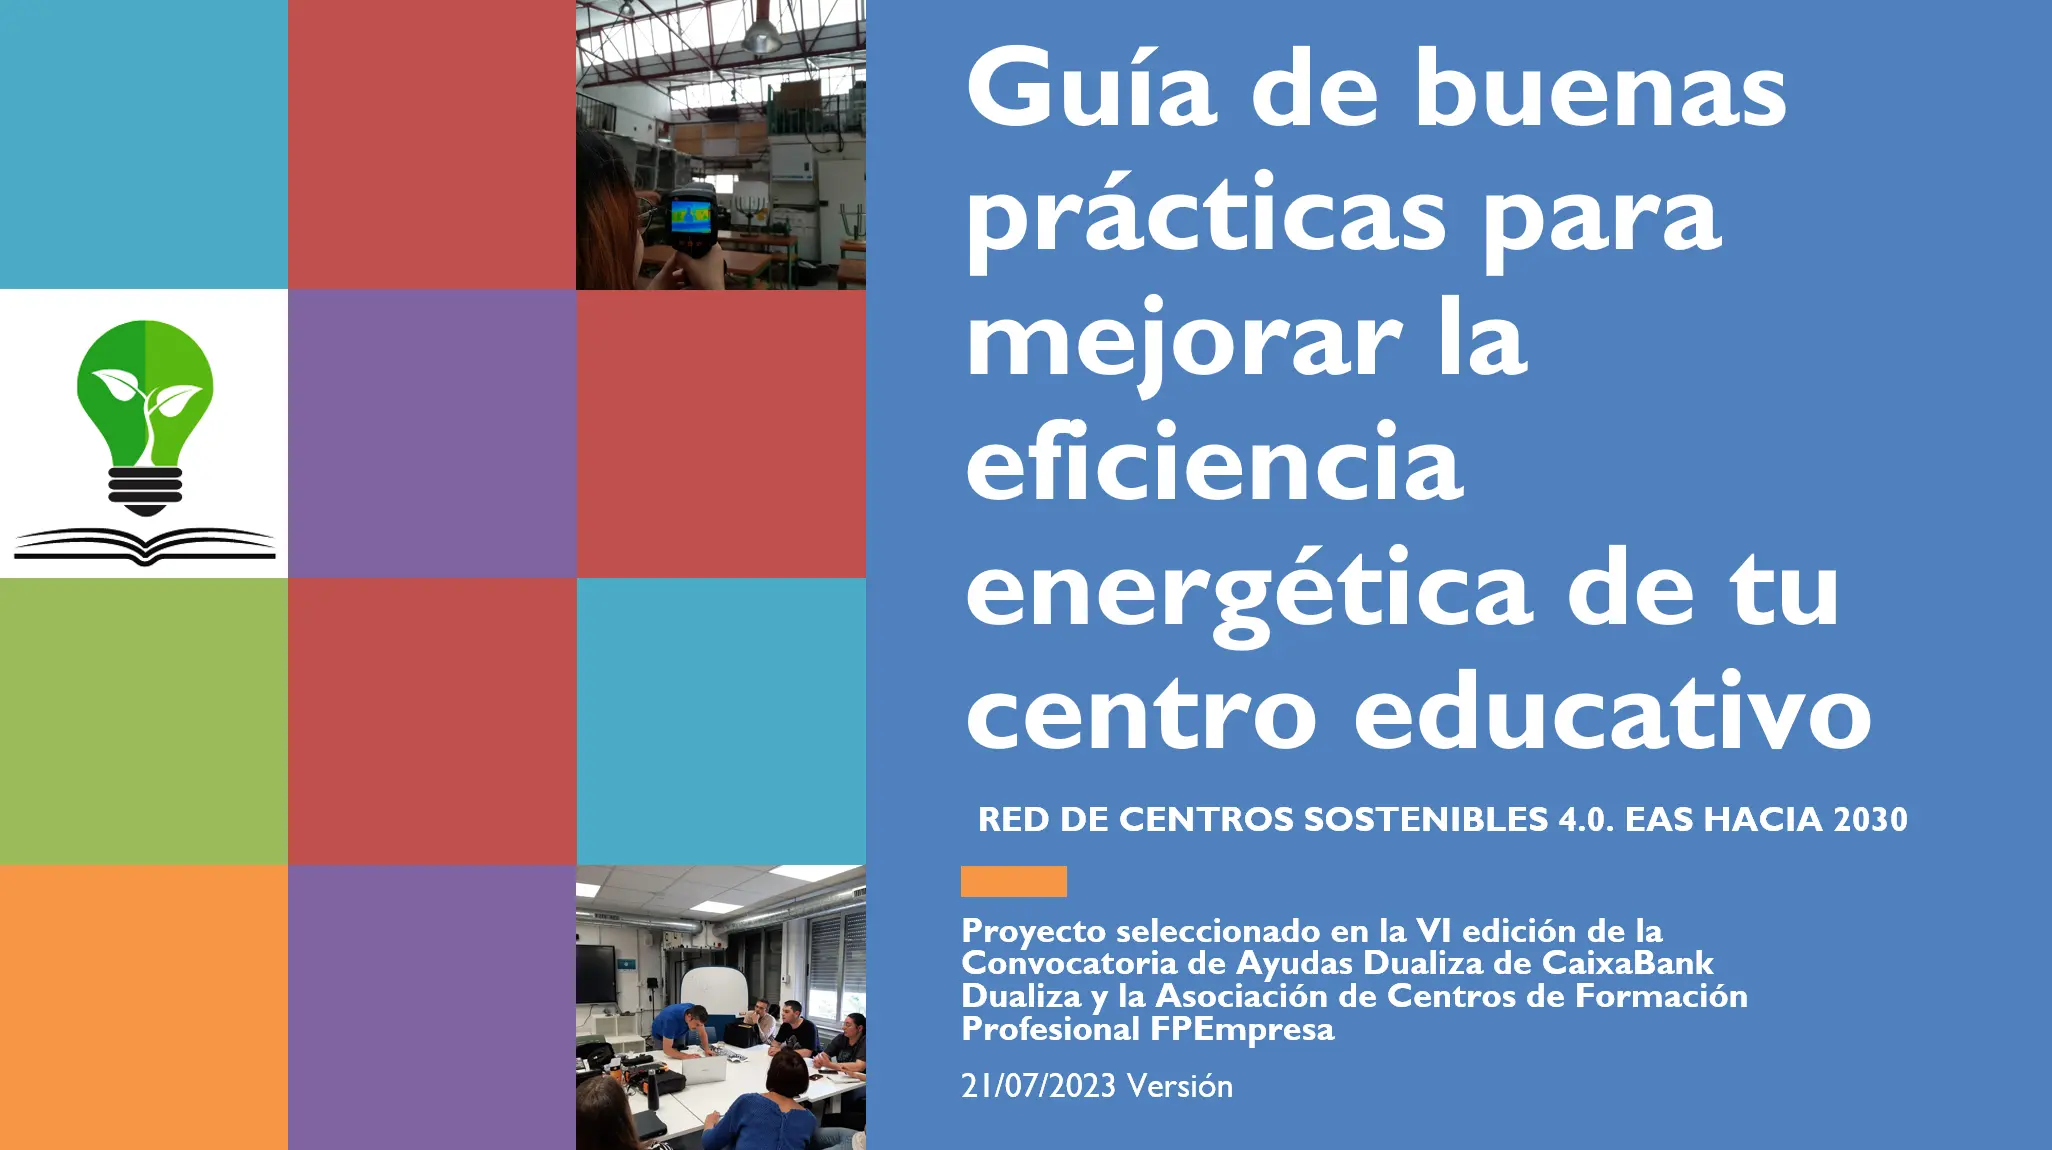 Guía de buenas
prácticas para
mejorar la
eficiencia
energética de tu
centro educativo
RED DE CENTROS SOSTENIBLES 4.0. EAS HACIA 2030
Proyecto seleccionado en la VI edición de la
Convocatoria de Ayudas Dualiza de CaixaBank
Dualiza y la Asociación de Centros de Formación
Profesional FPEmpresa
21/07/2023 Versión